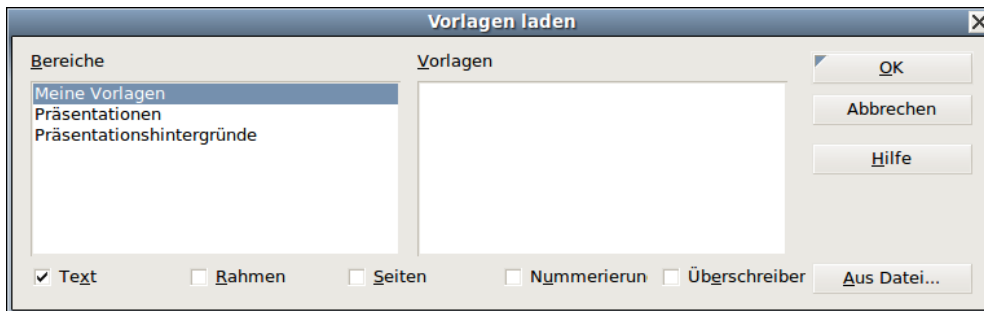 Vorlagen laden
Bereiche
Vorlagen
Meine Vorlagen
Präsentationen
Präsentationshintergründe
OK
Abbrechen
Hilfe
Text
Rahmen
Seiten
Nummerierun
Überschreiber
Aus Datei...